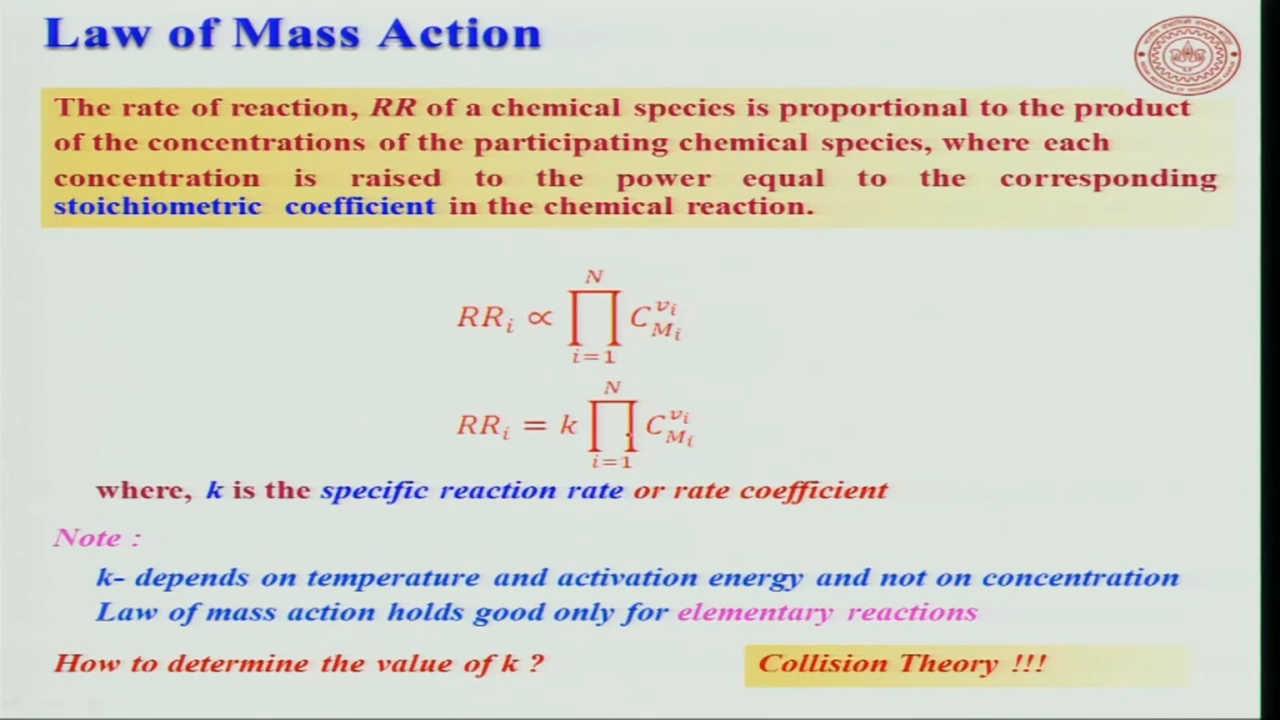 Law of Mass Action
The rate of reaction, RR of a chemical species is proportional to the product
of the concentrations of the participating chemical species, where each
concentration is raised to the power equal to the corresponding
stoichiometric coefficient in the chemical reaction.
RR_i ∝ ∏_{i=1}^{N} C_{M_i}^{v_i}
RR_i = k ∏_{i=1}^{N} C_{M_i}^{v_i}
where, k is the specific reaction rate or rate coefficient
Note :
k- depends on temperature and activation energy and not on concentration
Law of mass action holds good only for elementary reactions
How to determine the value of k ? Collision Theory !!!